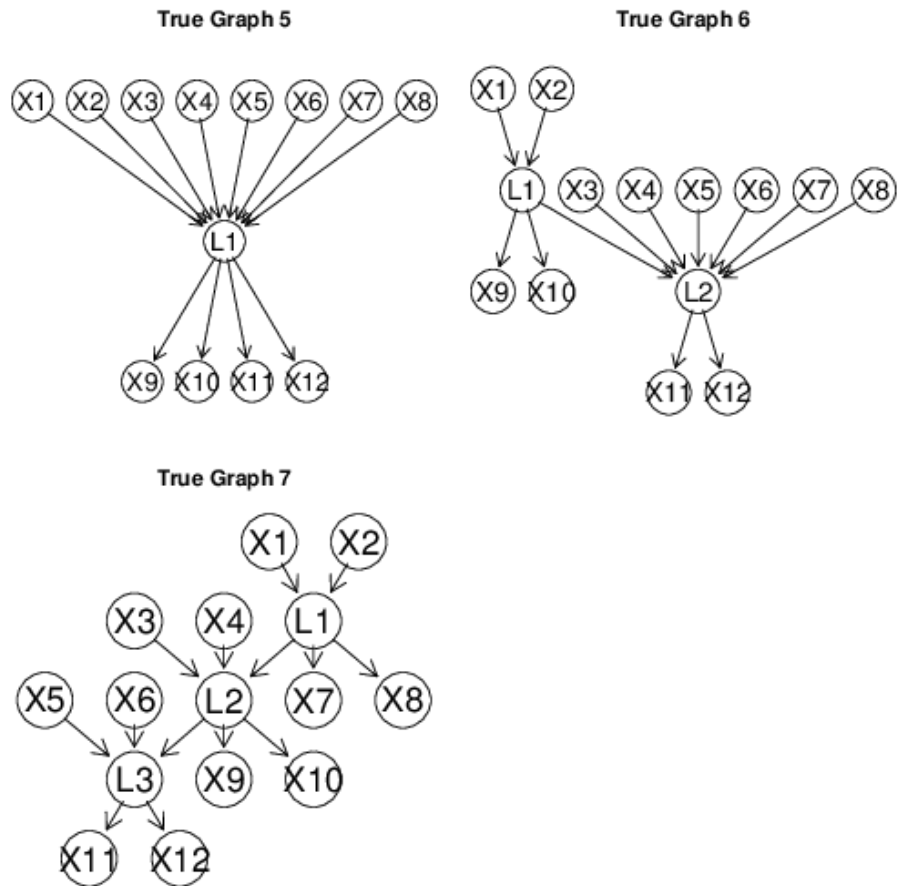 True Graph 5
True Graph 6
X1 X2 X3 X4 X5 X6 X7 X8
L1
X9 X10 X11 X12
X1 X2
L1 X3 X4 X5 X6 X7 X8
X9 X10 L2
X11 X12
True Graph 7
X1 X2
X3 X4 L1
X5 X6 L2 X7 X8
L3 X9 X10
X11 X12